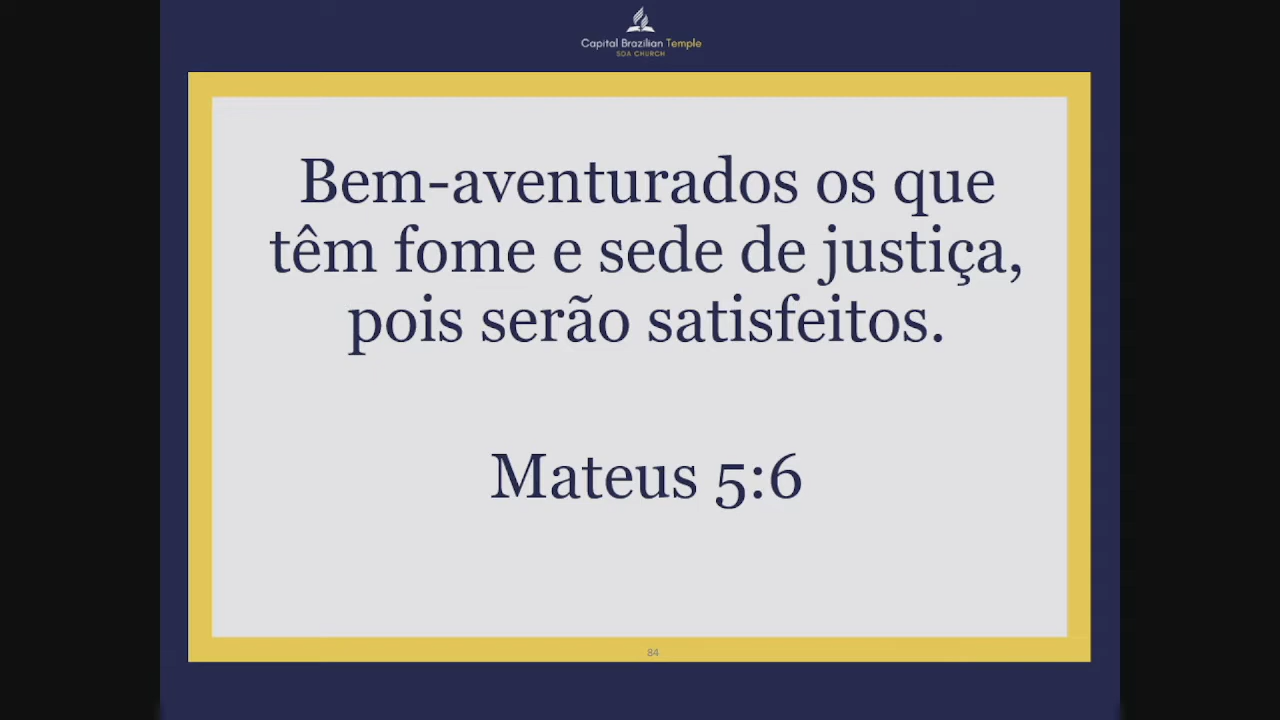 Capital Brazilian Temple
SDA CHURCH
Bem-aventurados os que
têm fome e sede de justiça,
pois serão satisfeitos.
Mateus 5:6
84